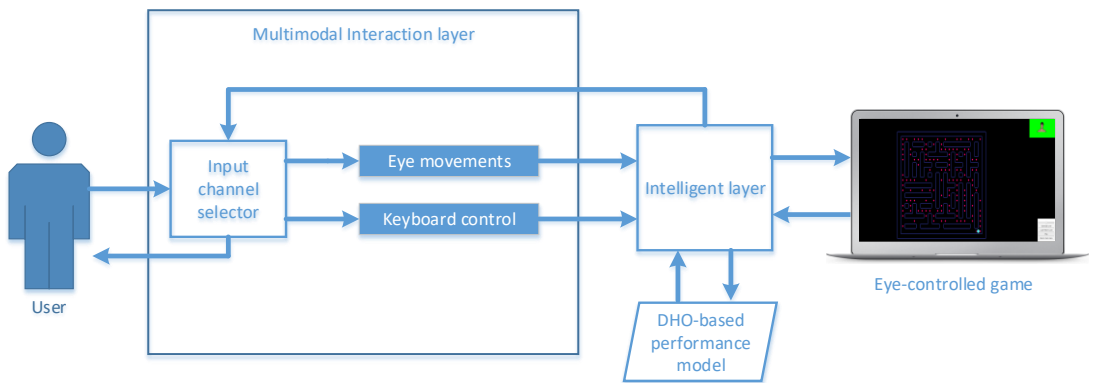 Multimodal Interaction layer
Input
channel
selector
Eye movements
Keyboard control
Intelligent layer
DHO-based
performance
model
User
Eye-controlled game